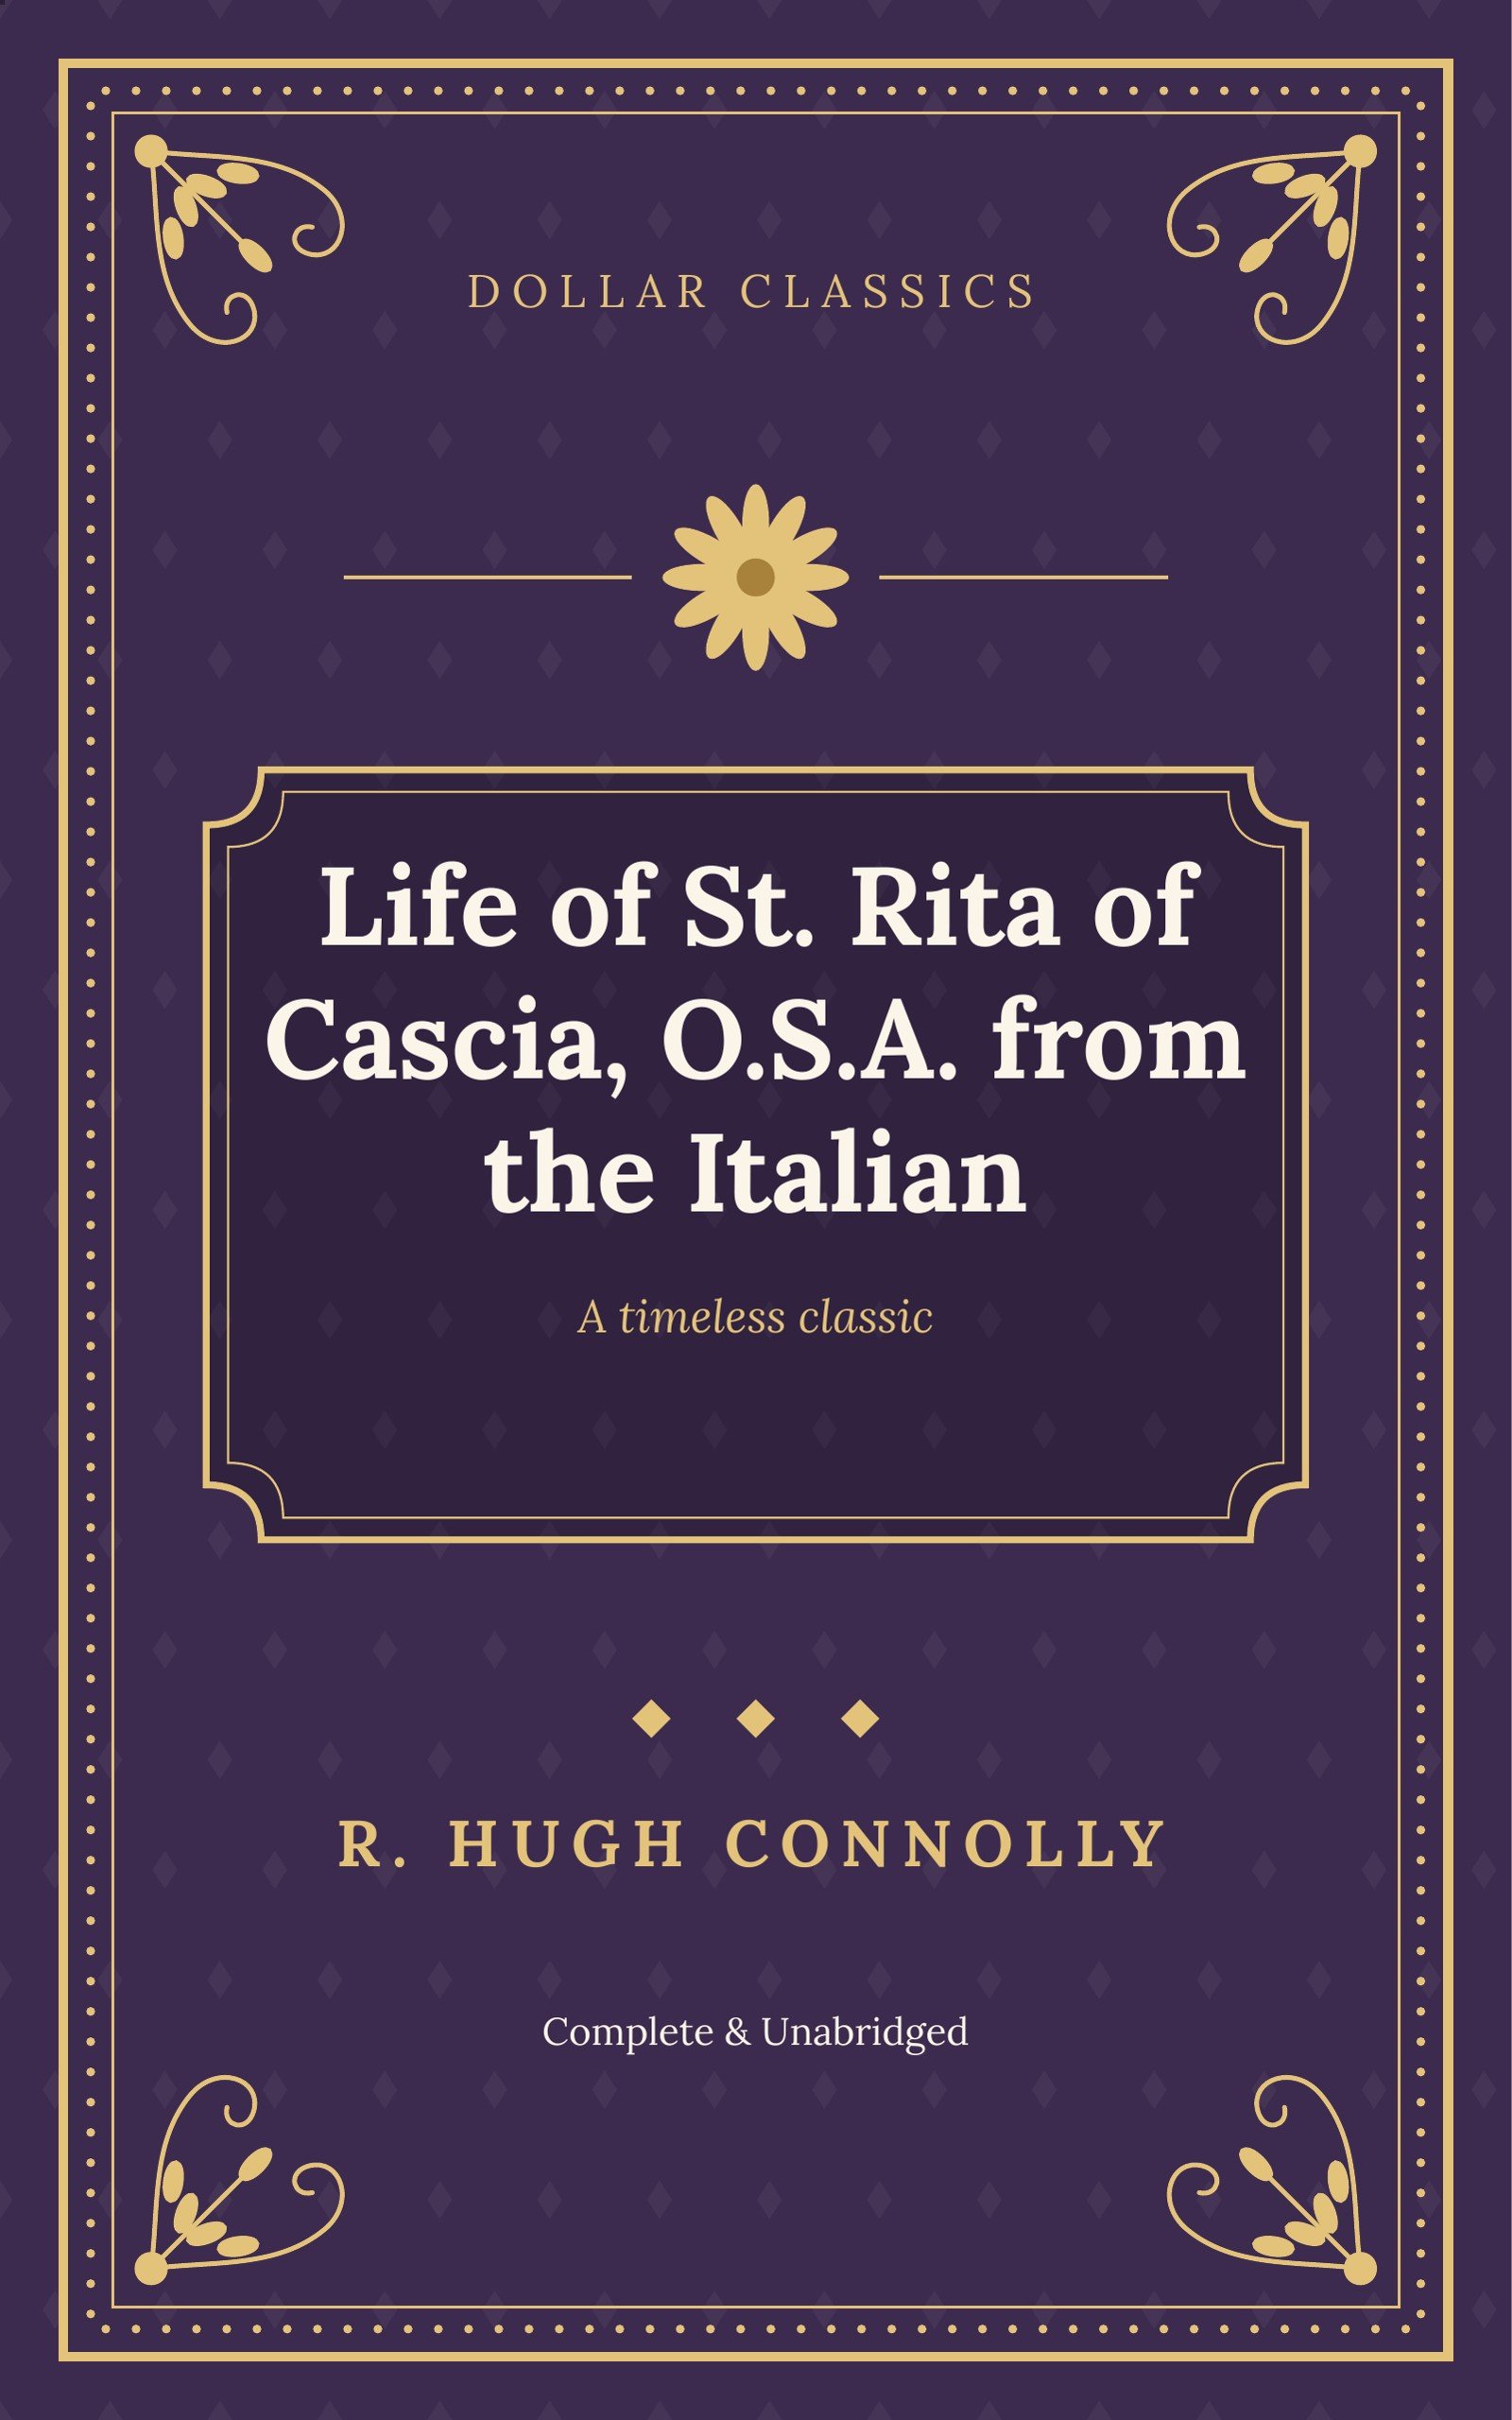 DOLLAR CLASSICS
Life of St. Rita of
Cascia, O.S.A. from
the Italian
A timeless classic
R. HUGH CONNOLLY
Complete & Unabridged